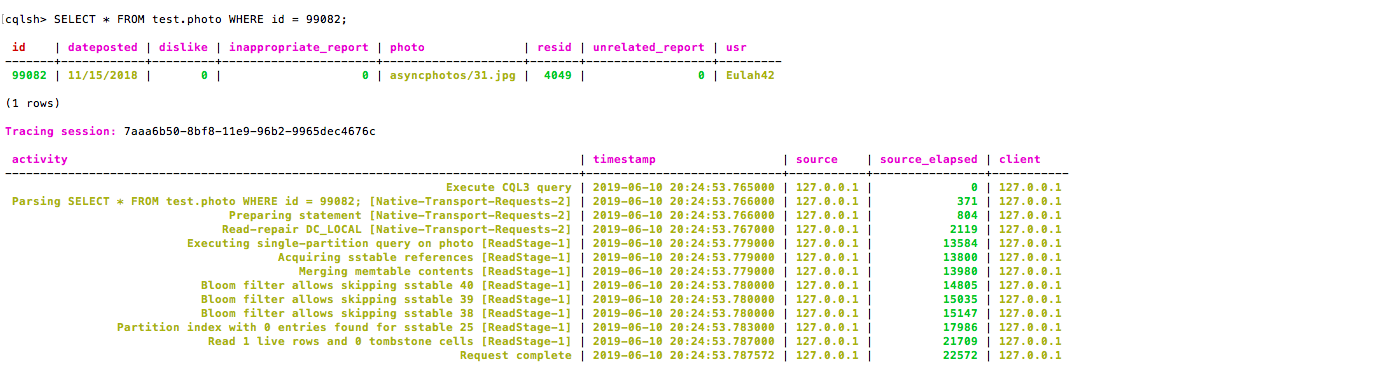 cqlsh> SELECT * FROM test.photo WHERE id = 99082;
id | dateposted | dislike | inappropriate_report | photo | resid | unrelated_report | usr
99082 | 11/15/2018 | 0 | 0 | asyncphotos/31.jpg | 4049 | 0 | Eulah42
(1 rows)
Tracing session: 7aaa6b50-8bf8-11e9-96b2-9965dec4676c
activity | timestamp | source | source_elapsed | client
Execute CQL3 query | 2019-06-10 20:24:53.765000 | 127.0.0.1 | 0 | 127.0.0.1
Parsing SELECT * FROM test.photo WHERE id = 99082; [Native-Transport-Requests-2] | 2019-06-10 20:24:53.766000 | 127.0.0.1 | 371 | 127.0.0.1
Preparing statement [Native-Transport-Requests-2] | 2019-06-10 20:24:53.766000 | 127.0.0.1 | 804 | 127.0.0.1
Read-repair DC_LOCAL [Native-Transport-Requests-2] | 2019-06-10 20:24:53.767000 | 127.0.0.1 | 2119 | 127.0.0.1
Executing single-partition query on photo [ReadStage-1] | 2019-06-10 20:24:53.779000 | 127.0.0.1 | 13584 | 127.0.0.1
Acquiring sstable references [ReadStage-1] | 2019-06-10 20:24:53.779000 | 127.0.0.1 | 13800 | 127.0.0.1
Merging memtable contents [ReadStage-1] | 2019-06-10 20:24:53.779000 | 127.0.0.1 | 13980 | 127.0.0.1
Bloom filter allows skipping sstable 40 [ReadStage-1] | 2019-06-10 20:24:53.780000 | 127.0.0.1 | 14805 | 127.0.0.1
Bloom filter allows skipping sstable 39 [ReadStage-1] | 2019-06-10 20:24:53.780000 | 127.0.0.1 | 15035 | 127.0.0.1
Bloom filter allows skipping sstable 38 [ReadStage-1] | 2019-06-10 20:24:53.780000 | 127.0.0.1 | 15147 | 127.0.0.1
Partition index with 0 entries found for sstable 25 [ReadStage-1] | 2019-06-10 20:24:53.783000 | 127.0.0.1 | 17986 | 127.0.0.1
Read 1 live rows and 0 tombstone cells [ReadStage-1] | 2019-06-10 20:24:53.787000 | 127.0.0.1 | 21709 | 127.0.0.1
Request complete | 2019-06-10 20:24:53.787572 | 127.0.0.1 | 22572 | 127.0.0.1